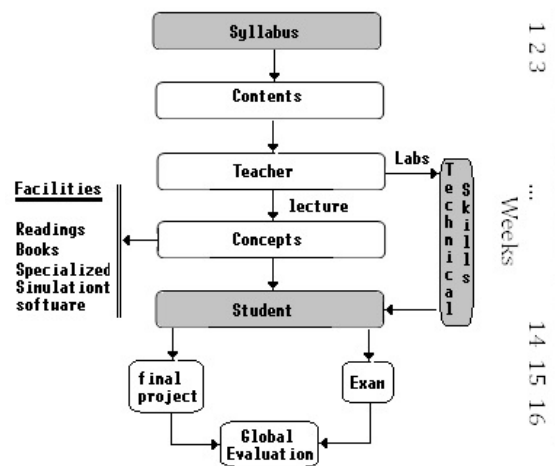 Syllabus
Contents
Teacher
Labs
lecture
Concepts
Facilities
Readings
Books
Specialized
Simulationt
software
Technical
Skills
Student
final
project
Exam
Global
Evaluation
1 2 3 ... 14 15 16
Weeks